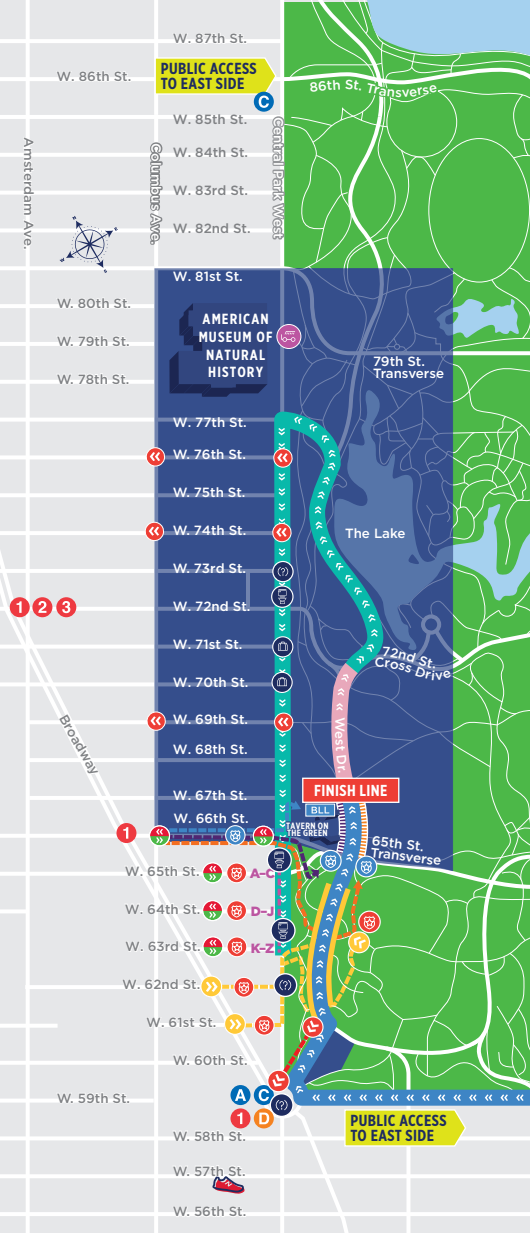 W. 87th St.
W. 86th St.
PUBLIC ACCESS
TO EAST SIDE
C
86th St. Transverse
W. 85th St.
Amsterdam Ave.
Columbus Ave.
Central Park West
W. 84th St.
W. 83rd St.
W. 82nd St.
W. 81st St.
W. 80th St.
AMERICAN
MUSEUM OF
NATURAL
HISTORY
W. 79th St.
79th St.
Transverse
W. 78th St.
W. 77th St.
W. 76th St.
W. 75th St.
W. 74th St.
The Lake
W. 73rd St.
W. 72nd St.
1 2 3
W. 71st St.
72nd St.
Cross Drive
W. 70th St.
W. 69th St.
West Dr.
Broadway
W. 68th St.
W. 67th St.
FINISH LINE
BLL
W. 66th St.
TAVERN ON
THE GREEN
1
65th St.
Transverse
W. 65th St.
A-C
W. 64th St.
D-J
W. 63rd St.
K-Z
W. 62nd St.
W. 61st St.
W. 60th St.
W. 59th St.
A C
1 D
PUBLIC ACCESS
TO EAST SIDE
W. 58th St.
W. 57th St.
W. 56th St.